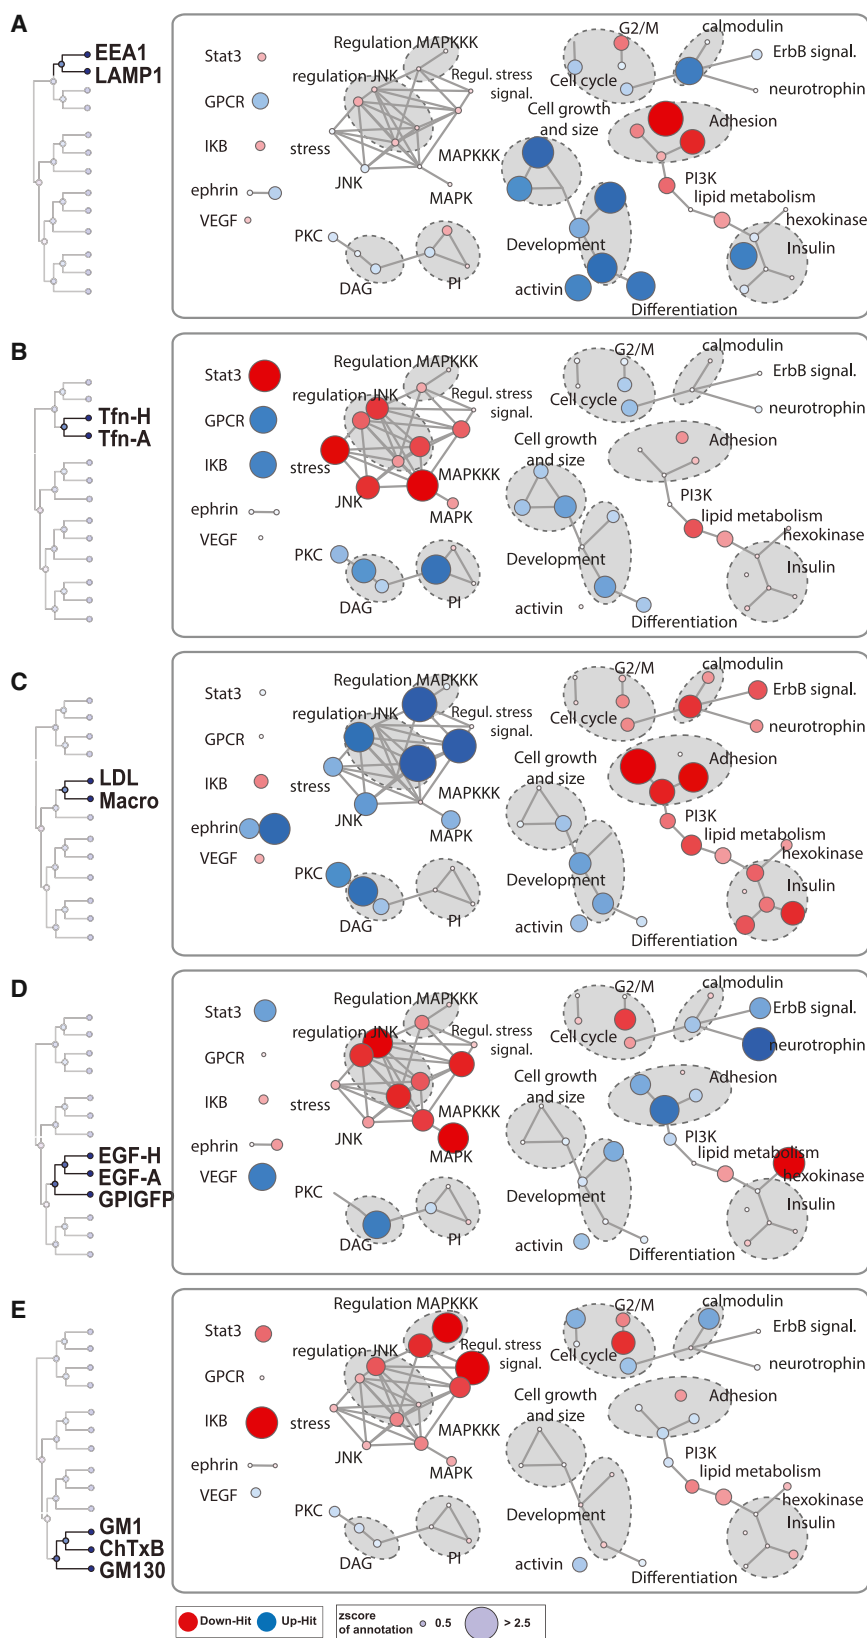 A
EEA1
LAMP1
Stat3
GPCR
IKB
ephrin
VEGF
Regulation MAPKKK
regulation JNK
Regul. stress
signal.
stress
MAPKKK
JNK
MAPK
PKC
DAG
PI
G2/M
calmodulin
ErbB signal.
Cell cycle
neurotrophin
Cell growth
and size
Adhesion
PI3K
lipid metabolism
hexokinase
Insulin
Development
activin
Differentiation
B
Tfn-H
Tfn-A
Stat3
GPCR
IKB
ephrin
VEGF
Regulation MAPKKK
regulation JNK
Regul. stress
signal.
stress
MAPKKK
JNK
MAPK
PKC
DAG
PI
G2/M
calmodulin
ErbB signal.
Cell cycle
neurotrophin
Cell growth
and size
Adhesion
PI3K
lipid metabolism
hexokinase
Insulin
Development
activin
Differentiation
C
LDL
Macro
Stat3
GPCR
IKB
ephrin
VEGF
Regulation MAPKKK
regulation JNK
Regul. stress
signal.
stress
MAPKKK
JNK
MAPK
PKC
DAG
PI
G2/M
calmodulin
ErbB signal.
Cell cycle
neurotrophin
Cell growth
and size
Adhesion
PI3K
lipid metabolism
hexokinase
Insulin
Development
activin
Differentiation
D
EGF-H
EGF-A
GPIGFP
Stat3
GPCR
IKB
ephrin
VEGF
Regulation MAPKKK
regulation JNK
Regul. stress
signal.
stress
MAPKKK
JNK
MAPK
PKC
DAG
PI
G2/M
calmodulin
ErbB signal.
Cell cycle
neurotrophin
Cell growth
and size
Adhesion
PI3K
lipid metabolism
hexokinase
Insulin
Development
activin
Differentiation
E
GM1
ChTxB
GM130
Stat3
GPCR
IKB
ephrin
VEGF
Regulation MAPKKK
regulation JNK
Regul. stress
signal.
stress
MAPKKK
JNK
MAPK
PKC
DAG
PI
G2/M
calmodulin
ErbB signal.
Cell cycle
neurotrophin
Cell growth
and size
Adhesion
PI3K
lipid metabolism
hexokinase
Insulin
Development
activin
Differentiation
Down-Hit Up-Hit
zscore
of annotation
0.5
> 2.5